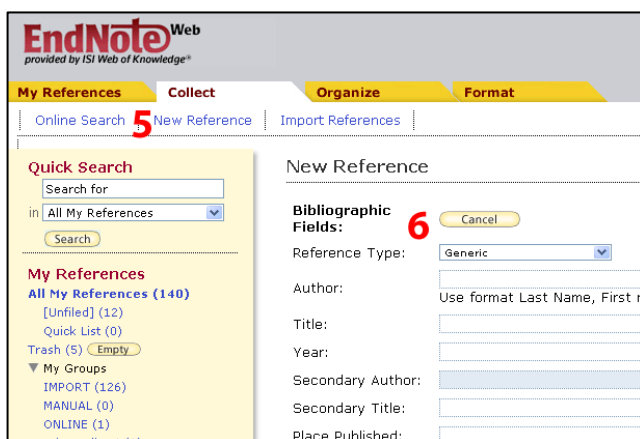 EndNote Web
provided by ISI Web of Knowledge®
My References Collect Organize Format
Online Search 5 New Reference Import References
Quick Search
Search for
in All My References
Search
My References
All My References (140)
[Unfiled] (12)
Quick List (0)
Trash (5) Empty
My Groups
IMPORT (126)
MANUAL (0)
ONLINE (1)
New Reference
Bibliographic
Fields: 6 Cancel
Reference Type: Generic
Author:
Use format Last Name, First
Title:
Year:
Secondary Author:
Secondary Title:
Place Published: